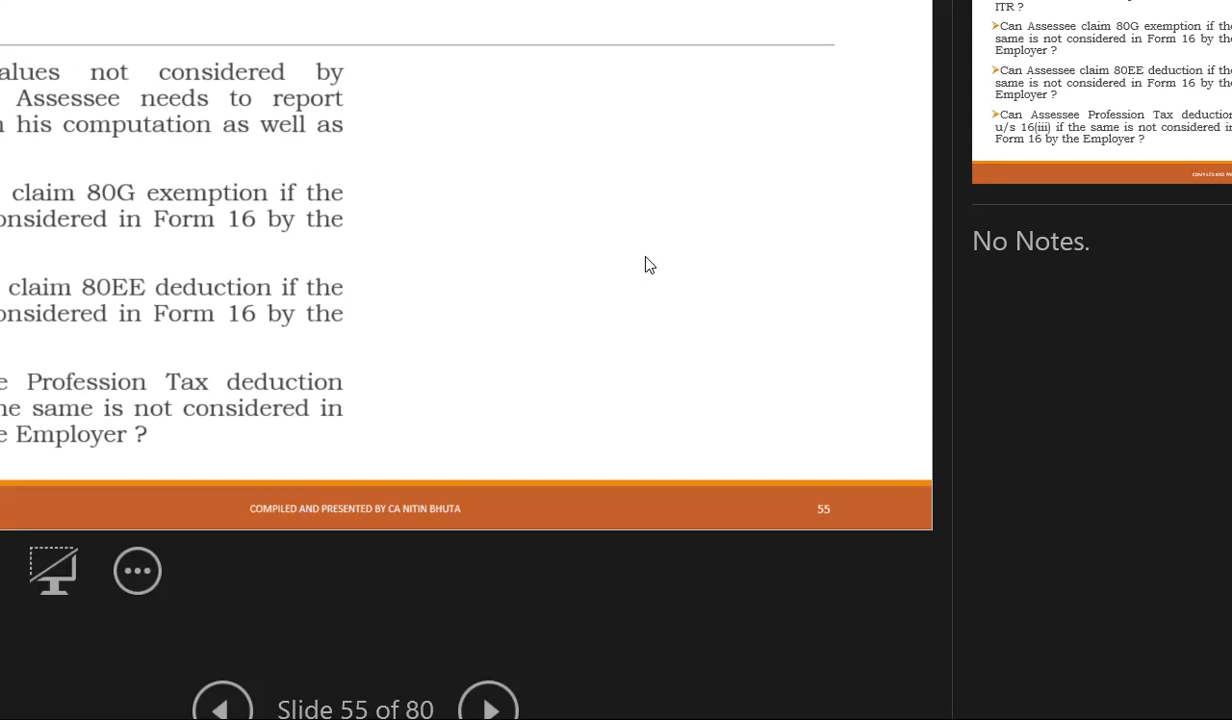 alues not considered by
Assessee needs to report
his computation as well as
claim 80G exemption if the
onsidered in Form 16 by the
claim 80EE deduction if the
onsidered in Form 16 by the
e Profession Tax deduction
he same is not considered in
e Employer ?
COMPILED AND PRESENTED BY CA NITIN BHUTA
55
Slide 55 of 80
ITR ?
➢Can Assessee claim 80G exemption if the
same is not considered in Form 16 by the
Employer ?
➢Can Assessee claim 80EE deduction if the
same is not considered in Form 16 by the
Employer ?
➢Can Assessee Profession Tax deduction
u/s 16(iii) if the same is not considered in
Form 16 by the Employer ?
No Notes.